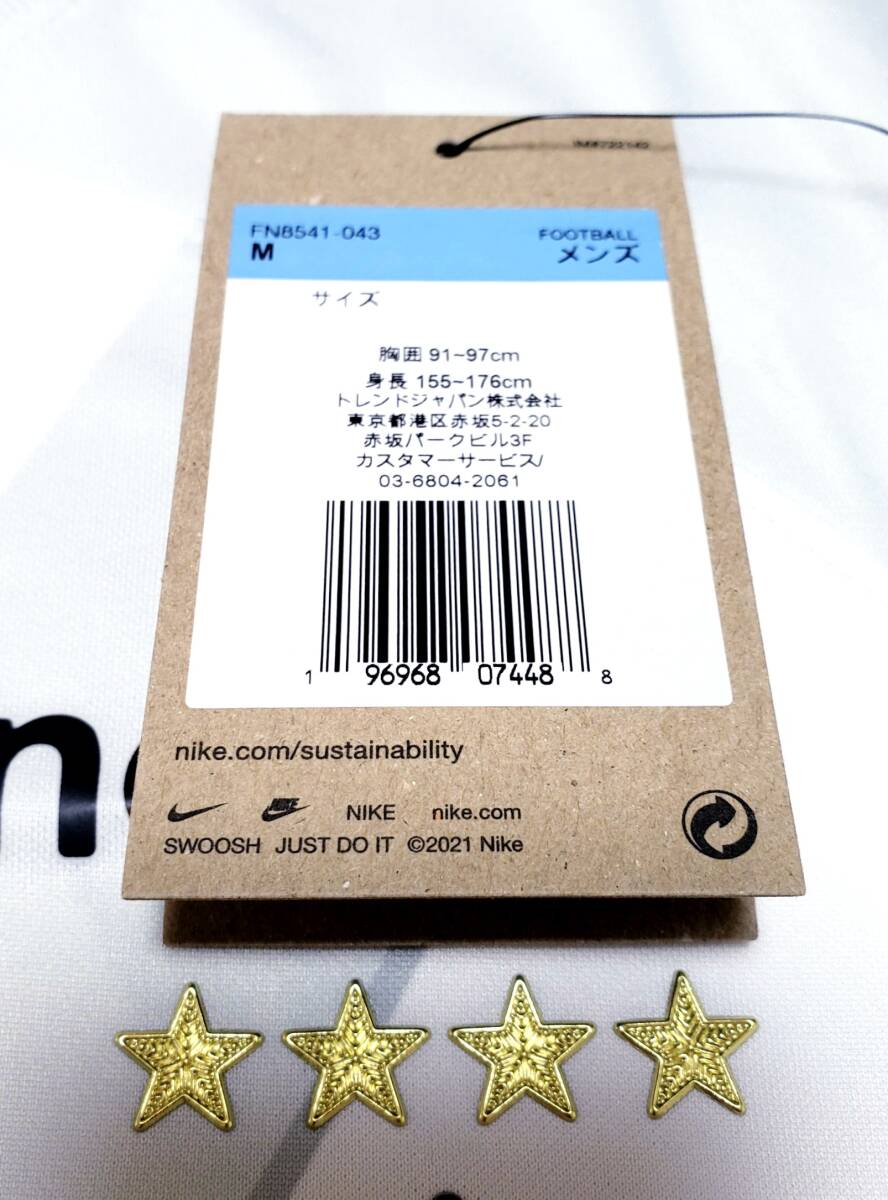 FN8541-043 FOOTBALL
M メンズ
サイズ
胸囲 91~97cm
身長 155~176cm
トレンドジャパン株式会社
東京都港区赤坂5-2-20
赤坂パークビル3F
カスタマーサービス/
03-6804-2061
1 96968 07448 8
nike.com/sustainability
NIKE nike.com
SWOOSH JUST DO IT ©2021 Nike